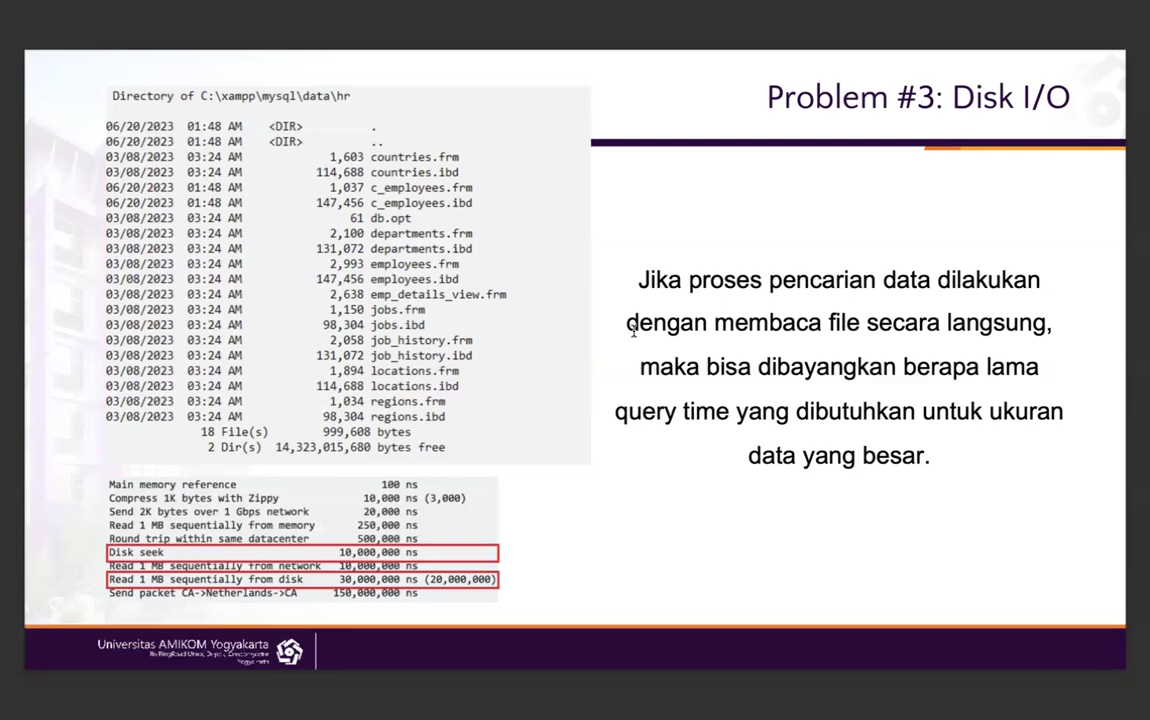 Problem #3: Disk I/O
Directory of C:\xampp\mysql\data\hr
06/20/2023 01:48 AM <DIR> .
06/20/2023 01:48 AM <DIR> ..
03/08/2023 03:24 AM 1,603 countries.frm
03/08/2023 03:24 AM 114,688 countries.ibd
06/20/2023 01:48 AM 1,037 c_employees.frm
06/20/2023 01:48 AM 147,456 c_employees.ibd
03/08/2023 03:24 AM 61 db.opt
03/08/2023 03:24 AM 2,100 departments.frm
03/08/2023 03:24 AM 131,072 departments.ibd
03/08/2023 03:24 AM 2,993 employees.frm
03/08/2023 03:24 AM 147,456 employees.ibd
03/08/2023 03:24 AM 2,638 emp_details_view.frm
03/08/2023 03:24 AM 1,150 jobs.frm
03/08/2023 03:24 AM 98,304 jobs.ibd
03/08/2023 03:24 AM 2,058 job_history.frm
03/08/2023 03:24 AM 131,072 job_history.ibd
03/08/2023 03:24 AM 1,894 locations.frm
03/08/2023 03:24 AM 114,688 locations.ibd
03/08/2023 03:24 AM 1,034 regions.frm
03/08/2023 03:24 AM 98,304 regions.ibd
18 File(s) 999,608 bytes
2 Dir(s) 14,323,015,680 bytes free
Main memory reference 100 ns
Compress 1K bytes with Zippy 10,000 ns (3,000)
Send 2K bytes over 1 Gbps network 20,000 ns
Read 1 MB sequentially from memory 250,000 ns
Round trip within same datacenter 500,000 ns
Disk seek 10,000,000 ns
Read 1 MB sequentially from network 10,000,000 ns
Read 1 MB sequentially from disk 30,000,000 ns (20,000,000)
Send packet CA->Netherlands->CA 150,000,000 ns
Jika proses pencarian data dilakukan
dengan membaca file secara langsung,
maka bisa dibayangkan berapa lama
query time yang dibutuhkan untuk ukuran
data yang besar.
Universitas AMIKOM Yogyakarta